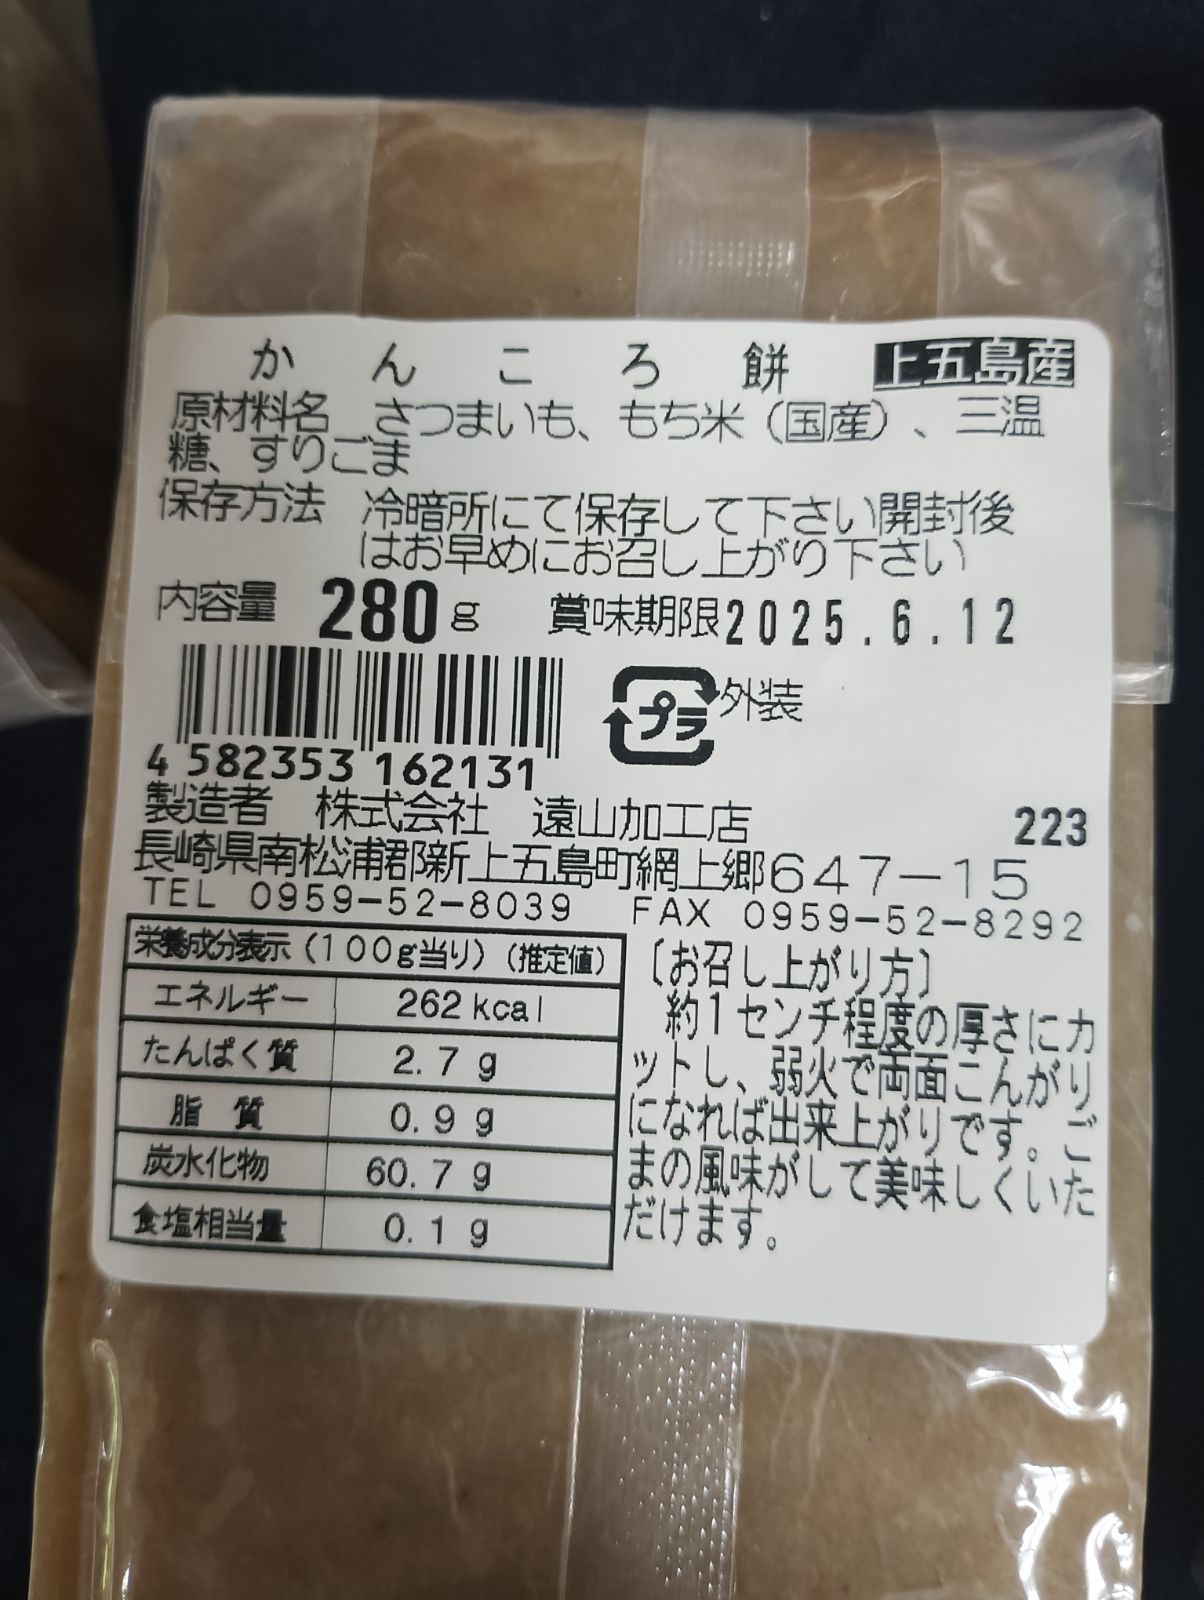 かんころ餅 上五島産
原材料名 さつまいも、もち米（国産）、三温
糖、すりごま
保存方法 冷暗所にて保存して下さい開封後
はお早めにお召し上がり下さい
内容量 280g 賞味期限2025.6.12
プラ 外装
4 582353 162131
製造者 株式会社 遠山加工店 223
長崎県南松浦郡新上五島町網上郷647-15
TEL 0959-52-8039 FAX 0959-52-8292
栄養成分表示（100g当り）（推定値）
エネルギー 262kcal
たんぱく質 2.7g
脂質 0.9g
炭水化物 60.7g
食塩相当量 0.1g
〔お召し上がり方〕
約1センチ程度の厚さにカ
ットし、弱火で両面こんがり
になれば出来上がりです。ご
まの風味がして美味しくいた
だけます。